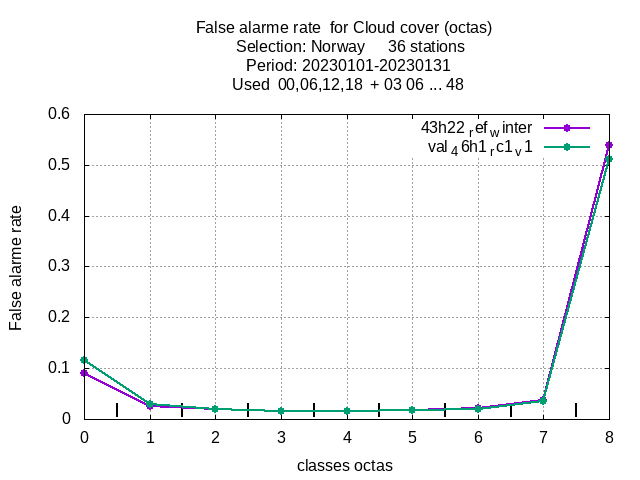 False alarme rate  for Cloud cover (octas)
Selection: Norway     36 stations
Period: 20230101-20230131
Used  00,06,12,18  + 03 06 ... 48
43h22 ref winter
val 4 6h1 r c1 v 1
0.6
0.5
0.4
0.3
0.2
0.1
0
False alarme rate
0 1 2 3 4 5 6 7 8
classes octas